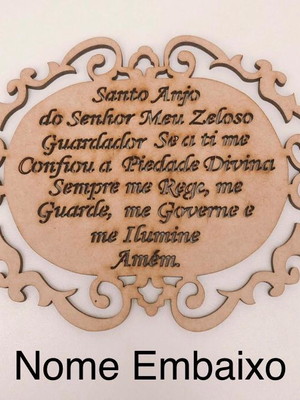 Santo Anjo
do Senhor Meu Zeloso
Guardador Se a ti me
Confiou a Piedade Divina
Sempre me Rege, me
Guarde, me Governe e
me Ilumine
Amém.
Nome Embaixo